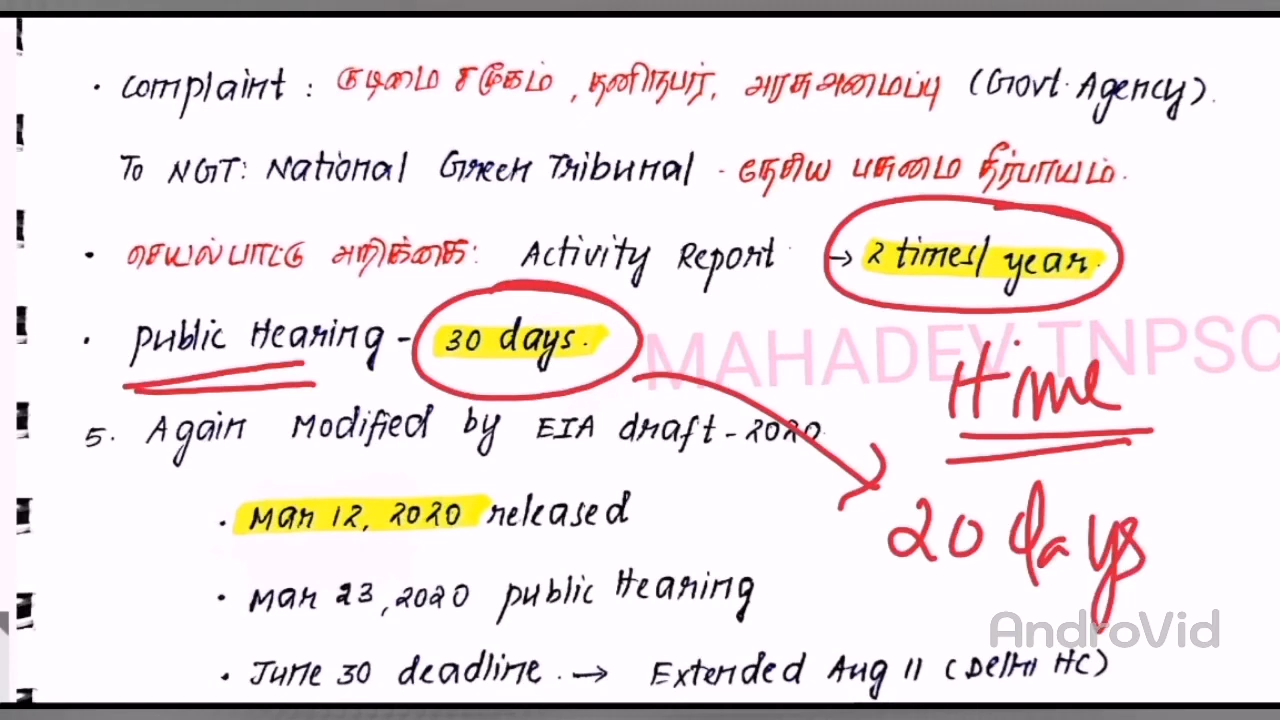 • Complaint : குடிமை சமூகம் , தனிநபர், அரசு அமைப்பு (Govt. Agency).
To NGT: National Green Tribunal - தேசிய பசுமை தீர்பாயம்.
• செயல்பாட்டு அறிக்கை: Activity Report → 2 times/ year.
• Public Hearing - 30 days.
MAHADEV TNPSC
Time
5. Again Modified by EIA draft - 2020.
20 days
• Mar 12, 2020 released
• Mar 23, 2020 public Hearing
AndroVid
• June 30 deadline. → Extended Aug 11 (Delhi HC)